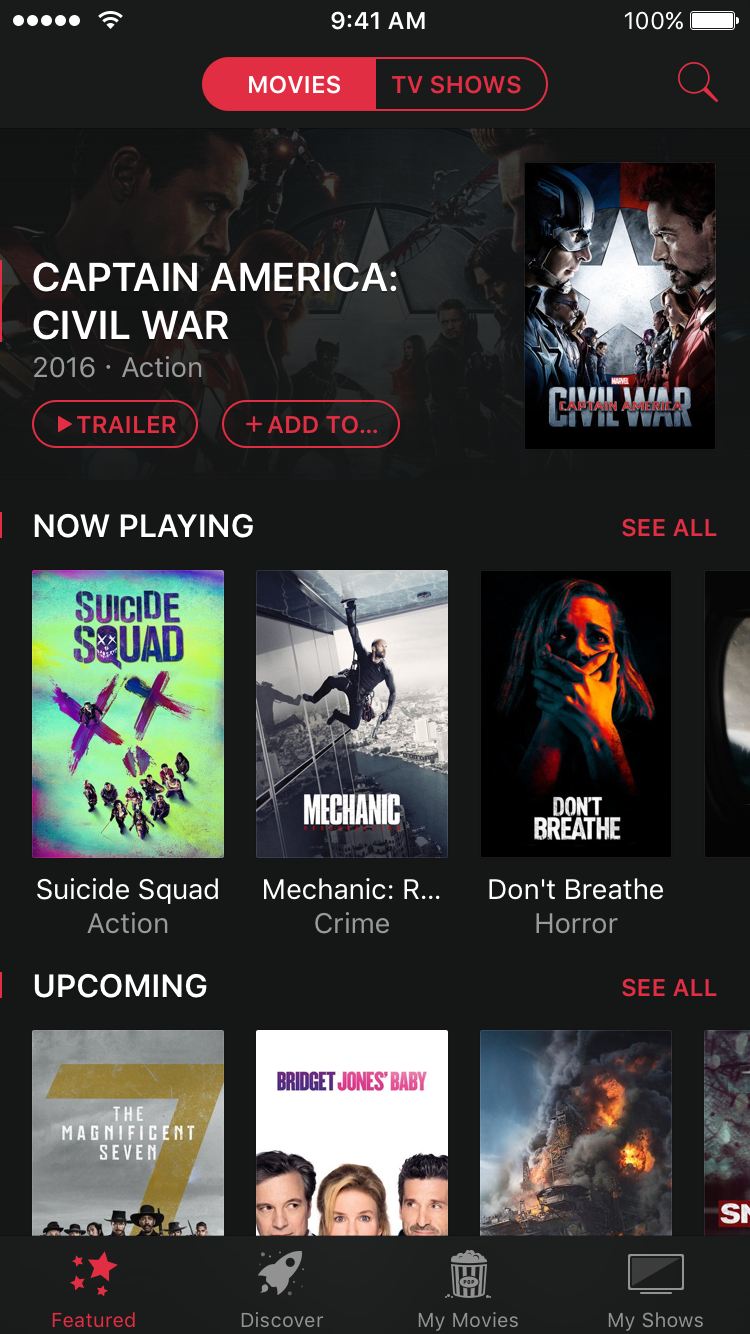 9:41 AM
100%
MOVIES
TV SHOWS
CAPTAIN AMERICA:
CIVIL WAR
2016 · Action
TRAILER
+ ADD TO...
MARVEL
CIVIL WAR
CAPTAIN AMERICA
NOW PLAYING
SEE ALL
SUICIDE
SQUAD
MECHANIC
DON'T
BREATHE
Suicide Squad
Mechanic: R...
Don't Breathe
Action
Crime
Horror
UPCOMING
SEE ALL
7
THE
MAGNIFICENT
SEVEN
BRIDGET JONES' BABY
SN
POP
Featured
Discover
My Movies
My Shows